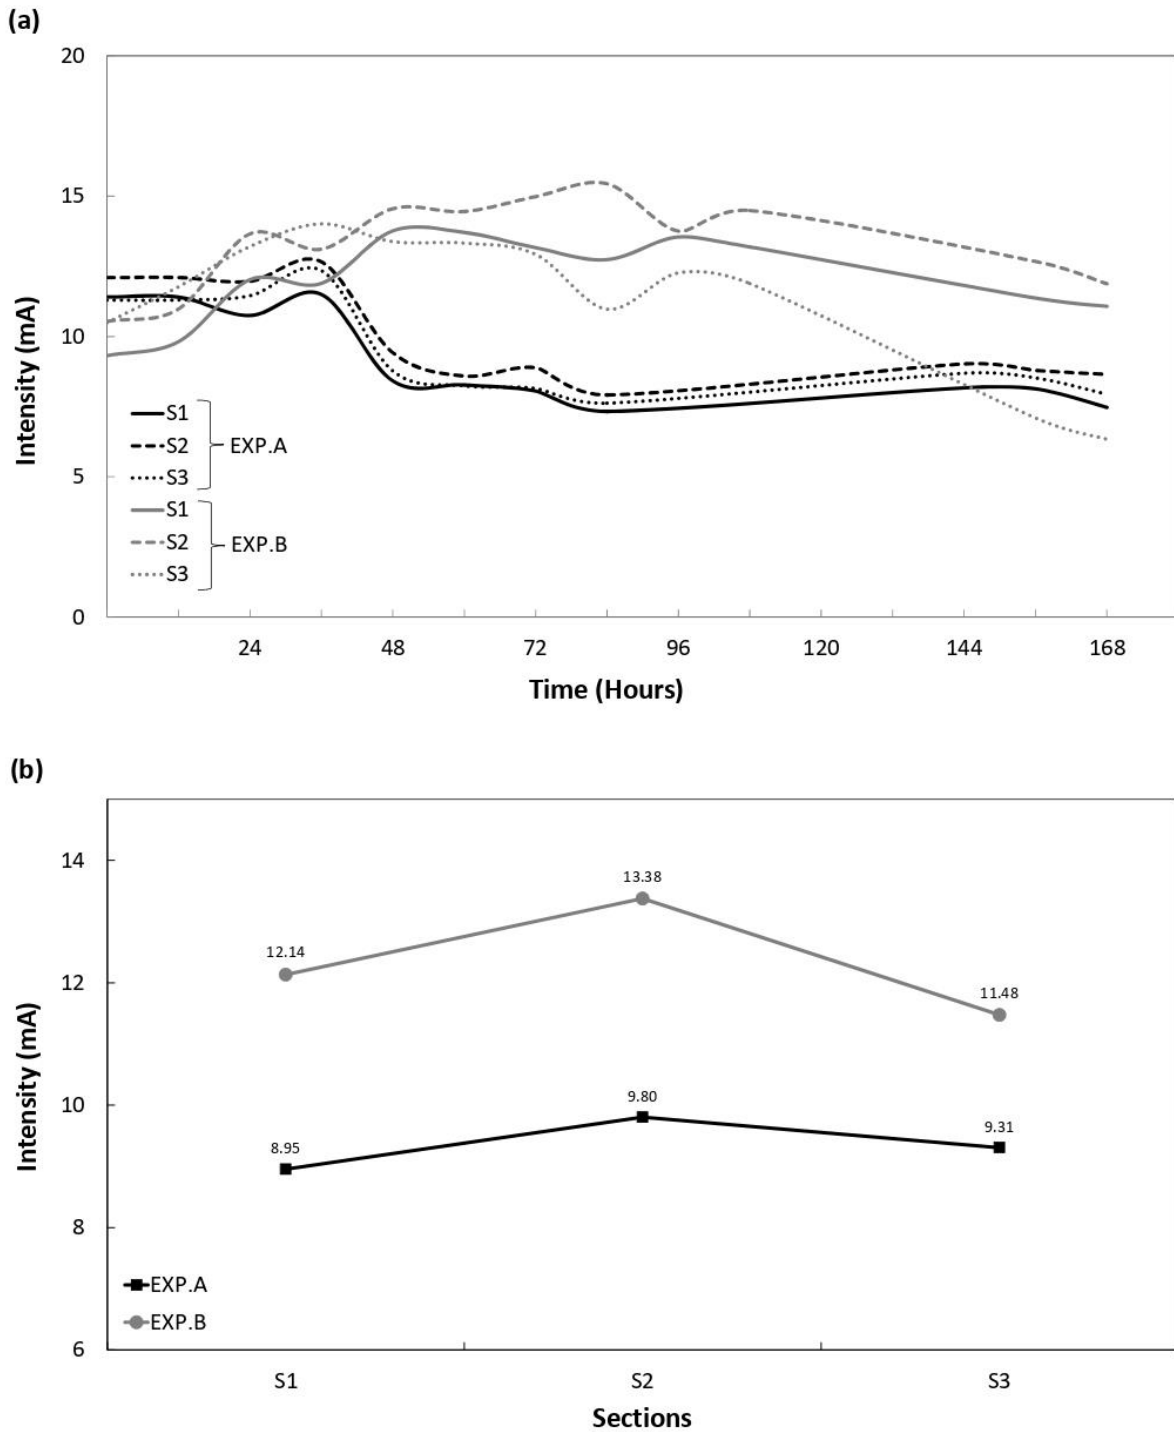 (a)
20
15
10
5
0
Intensity (mA)
S1
S2
S3
EXP.A
S1
S2
S3
EXP.B
24 48 72 96 120 144 168
Time (Hours)
(b)
14
12
10
8
6
Intensity (mA)
12.14
13.38
11.48
8.95
9.80
9.31
EXP.A
EXP.B
S1 S2 S3
Sections